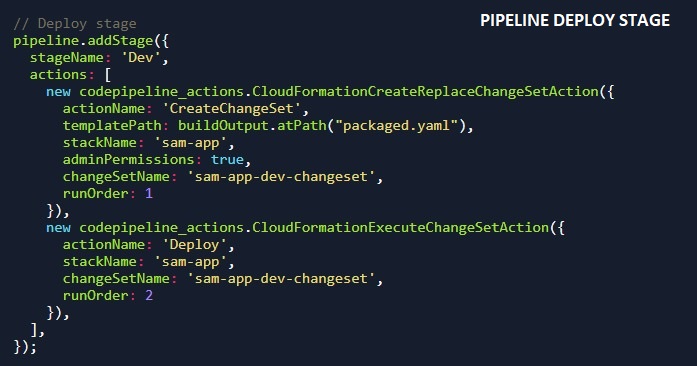 // Deploy stage
PIPELINE DEPLOY STAGE
pipeline.addStage({
  stageName: 'Dev',
  actions: [
    new codepipeline_actions.CloudFormationCreateReplaceChangeSetAction({
      actionName: 'CreateChangeSet',
      templatePath: buildOutput.atPath("packaged.yaml"),
      stackName: 'sam-app',
      adminPermissions: true,
      changeSetName: 'sam-app-dev-changeset',
      runOrder: 1
    }),
    new codepipeline_actions.CloudFormationExecuteChangeSetAction({
      actionName: 'Deploy',
      stackName: 'sam-app',
      changeSetName: 'sam-app-dev-changeset',
      runOrder: 2
    }),
  ],
});